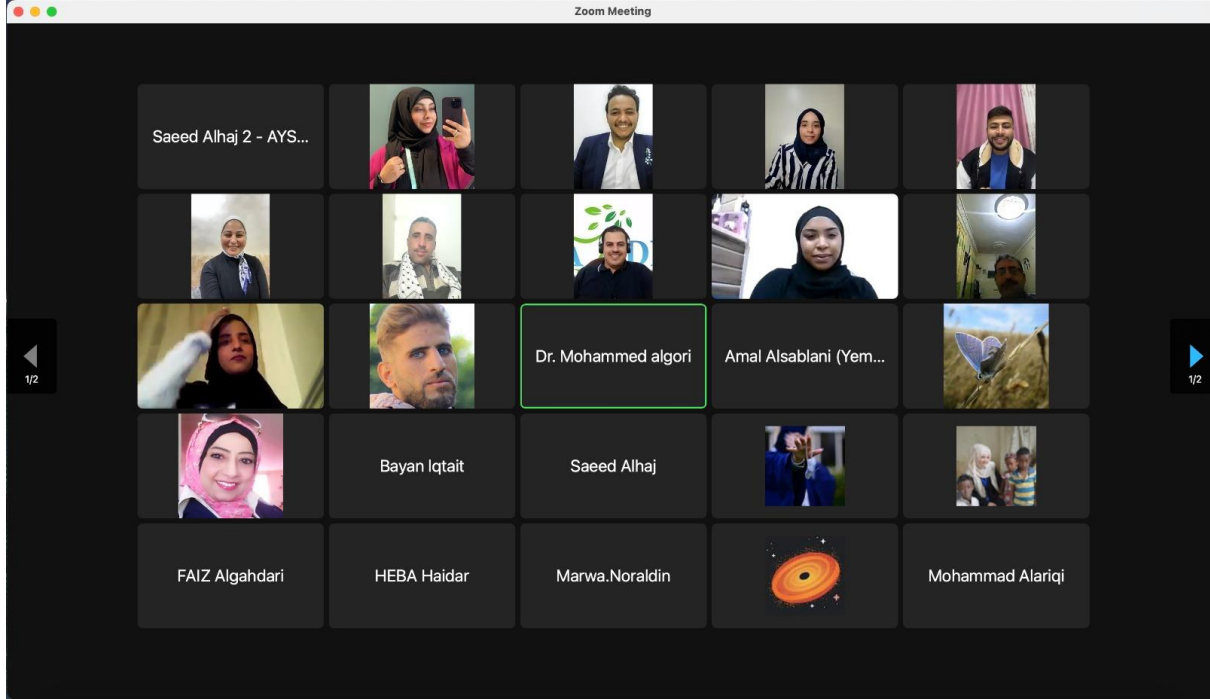 Zoom Meeting
Saeed Alhaj 2 - AYS...
Dr. Mohammed algori
Amal Alsablani (Yem...
1/2
1/2
Bayan Iqtait
Saeed Alhaj
FAIZ Algahdari
HEBA Haidar
Marwa.Noraldin
Mohammad Alariqi